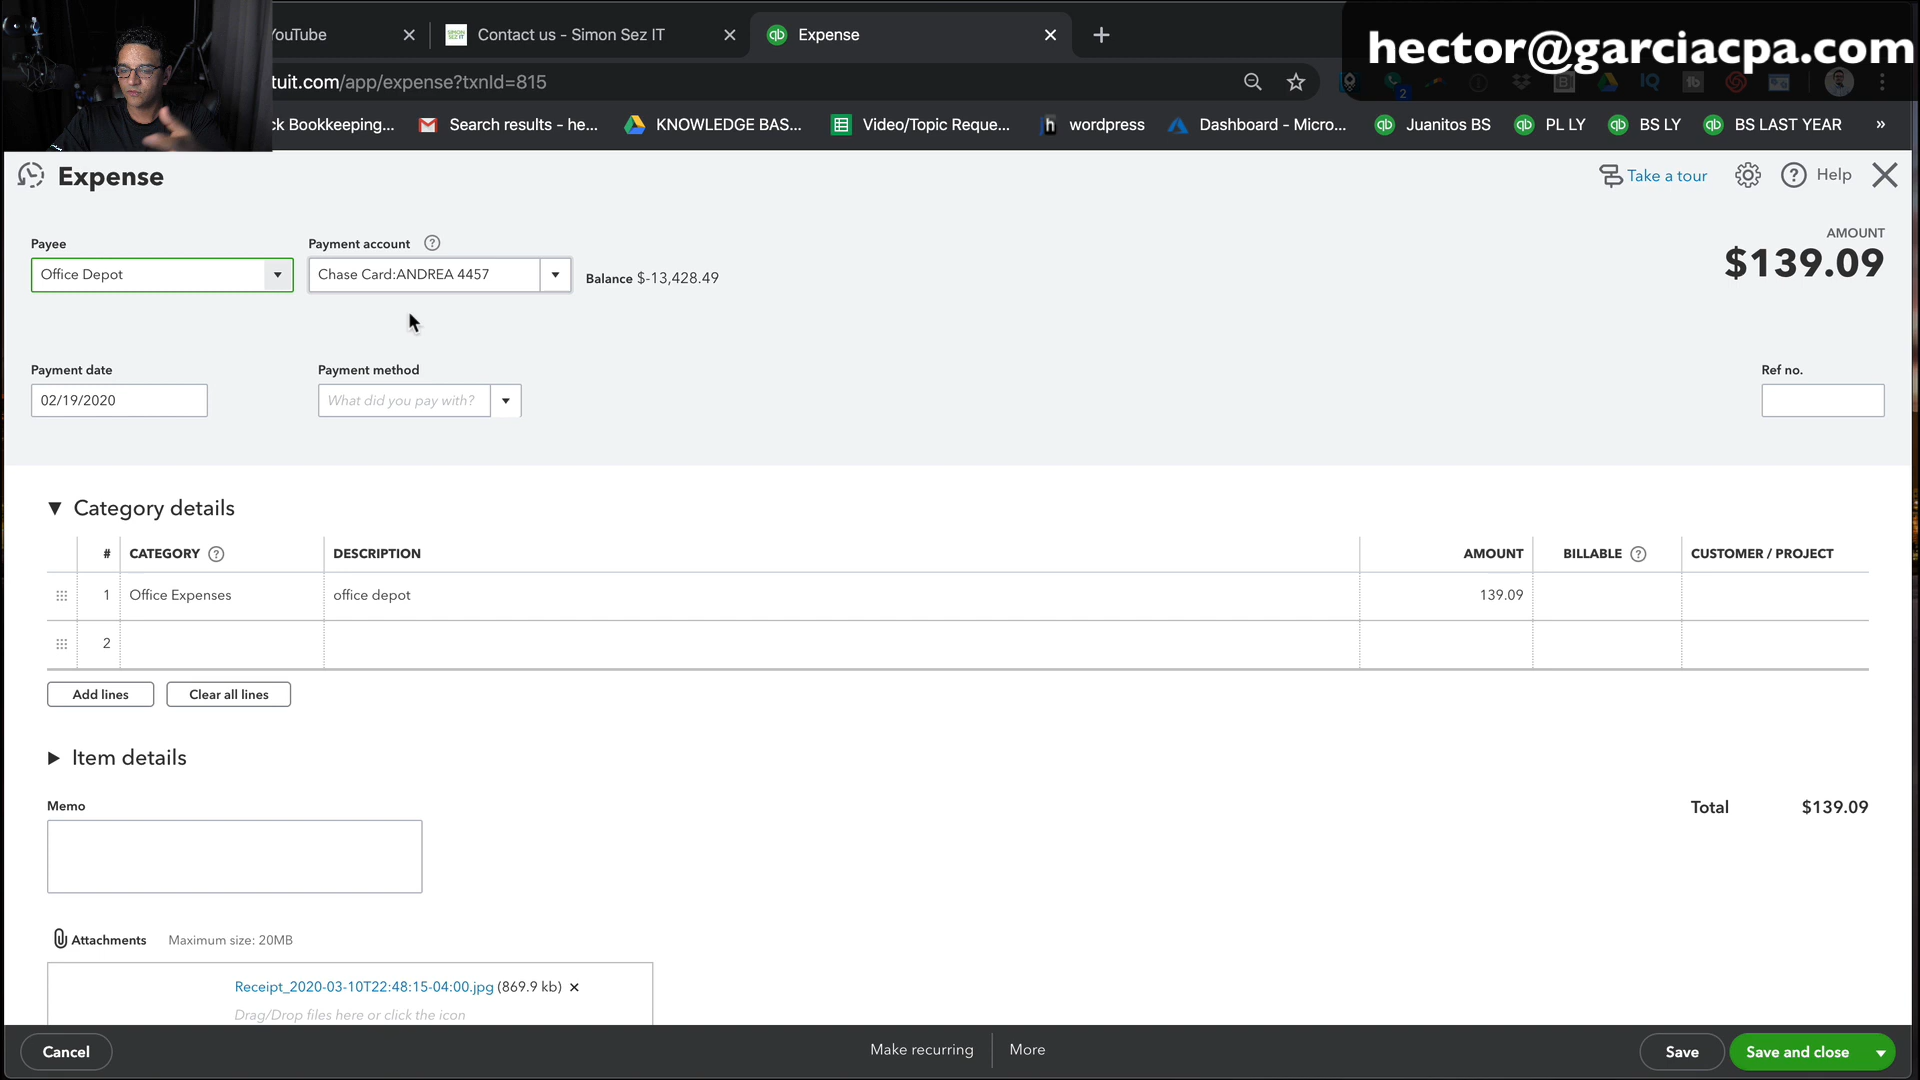 YouTube
Contact us - Simon Sez IT
Expense
hector@garciacpa.com
tuit.com/app/expense?txnId=815
2
ck Bookkeeping...
Search results - he...
KNOWLEDGE BAS...
Video/Topic Reque...
wordpress
Dashboard - Micro...
Juanitos BS
PL LY
BS LY
BS LAST YEAR
»
Expense
Take a tour
Help
Payee
Payment account
AMOUNT
Office Depot
Chase Card:ANDREA 4457
Balance $-13,428.49
$139.09
Payment date
Payment method
Ref no.
02/19/2020
What did you pay with?
Category details
# CATEGORY DESCRIPTION AMOUNT BILLABLE CUSTOMER / PROJECT
1 Office Expenses office depot 139.09
2
Add lines
Clear all lines
Item details
Memo
Total $139.09
Attachments Maximum size: 20MB
Receipt_2020-03-10T22:48:15-04:00.jpg (869.9 kb)
Drag/Drop files here or click the icon
Cancel
Make recurring
More
Save
Save and close